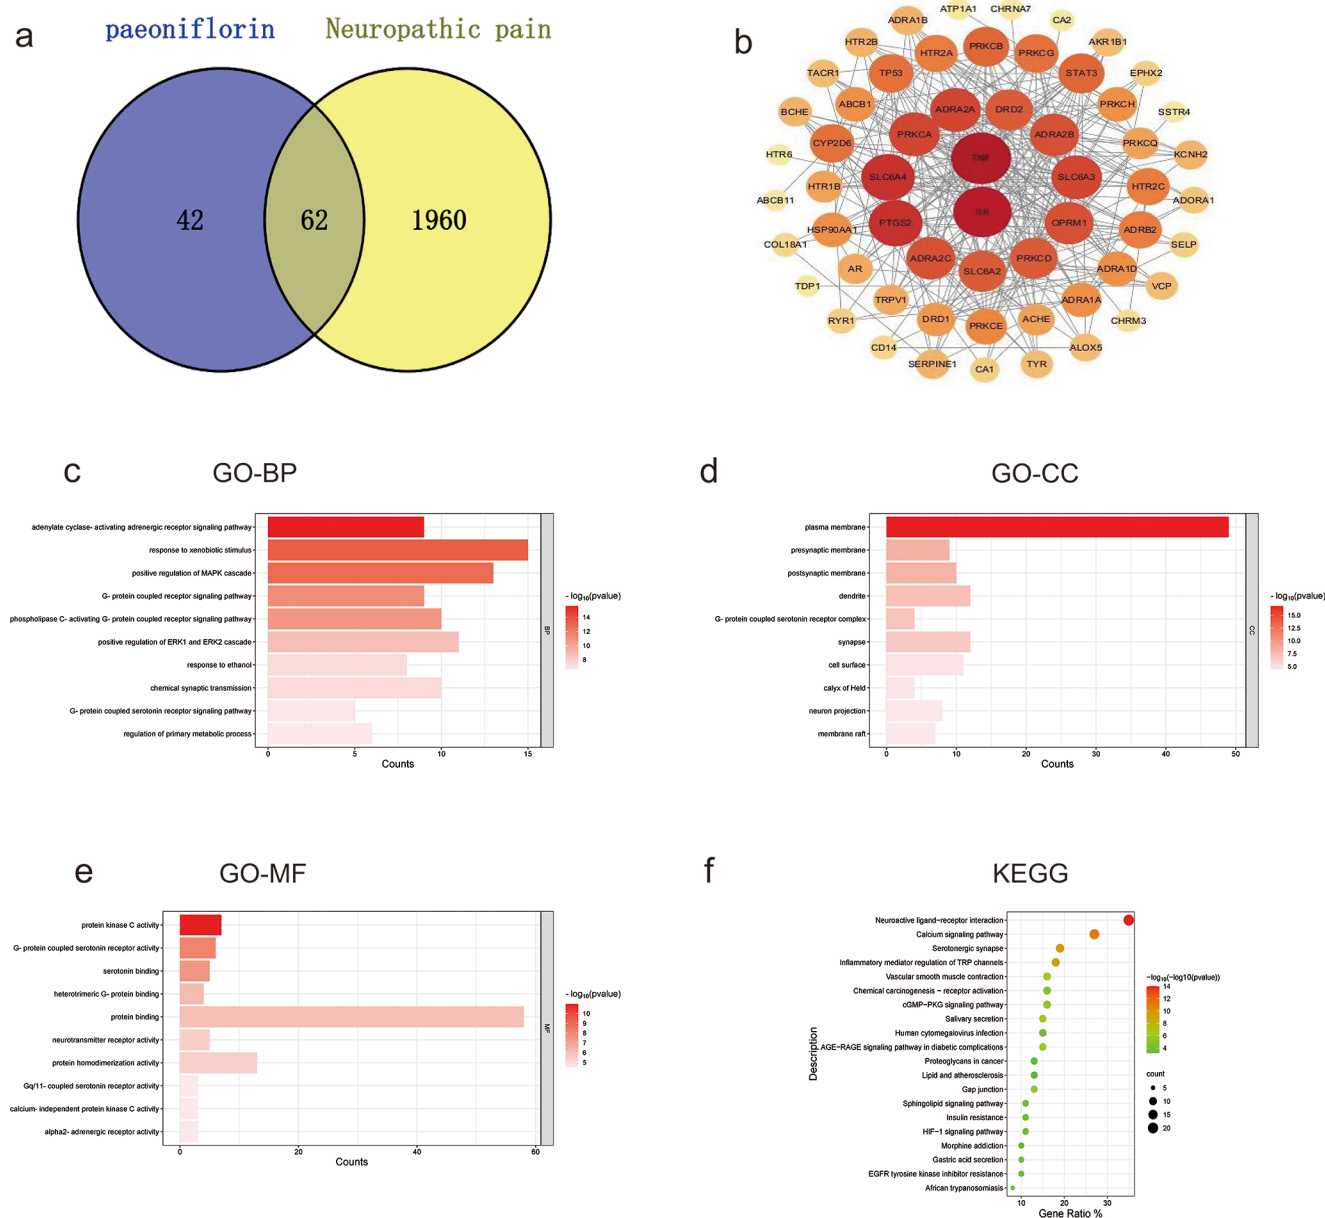 a
paeoniflorin
Neuropathic pain
42
62
1960
b
ATP1A1
CHRNA7
CA2
ADRA1B
AKR1B1
HTR2B
HTR2A
PRKCB
PRKCG
STAT3
EPHX2
TACR1
TP53
SSTR4
BCHE
ABCB1
ADRA2A
DRD2
PRKCH
PRKCA
ADRA2B
CYP2D6
PRKCQ
KCNH2
HTR6
TNF
SLC6A4
SLC6A3
HTR1B
HTR2C
ADORA1
ABCB11
PTGS2
OPRM1
HSP90AA1
ADRB2
COL18A1
SELP
ADRA2C
SLC6A2
PRKCD
AR
ADRA1D
TDP1
VCP
TRPV1
ADRA1A
RYR1
DRD1
PRKCE
ACHE
CHRM3
CD14
ALOX5
SERPINE1
CA1
TYR
c
GO-BP
adenylate cyclase- activating adrenergic receptor signaling pathway
response to xenobiotic stimulus
positive regulation of MAPK cascade
G- protein coupled receptor signaling pathway
phospholipase C- activating G- protein coupled receptor signaling pathway
positive regulation of ERK1 and ERK2 cascade
response to ethanol
chemical synaptic transmission
G- protein coupled serotonin receptor signaling pathway
regulation of primary metabolic process
0
5
10
15
Counts
BP
- log10(pvalue)
14
12
10
8
d
GO-CC
plasma membrane
presynaptic membrane
postsynaptic membrane
dendrite
G- protein coupled serotonin receptor complex
synapse
cell surface
calyx of Held
neuron projection
membrane raft
0
10
20
30
40
50
Counts
CC
- log10(pvalue)
15.0
12.5
10.0
7.5
5.0
e
GO-MF
protein kinase C activity
G- protein coupled serotonin receptor activity
serotonin binding
heterotrimeric G- protein binding
protein binding
neurotransmitter receptor activity
protein homodimerization activity
Gq/11- coupled serotonin receptor activity
calcium- independent protein kinase C activity
alpha2- adrenergic receptor activity
0
20
40
60
Counts
MF
- log10(pvalue)
10
9
8
7
6
5
f
KEGG
Description
Neuroactive ligand−receptor interaction
Calcium signaling pathway
Serotonergic synapse
Inflammatory mediator regulation of TRP channels
Vascular smooth muscle contraction
Chemical carcinogenesis − receptor activation
cGMP−PKG signaling pathway
Salivary secretion
Human cytomegalovirus infection
AGE−RAGE signaling pathway in diabetic complications
Proteoglycans in cancer
Lipid and atherosclerosis
Gap junction
Sphingolipid signaling pathway
Insulin resistance
HIF−1 signaling pathway
Morphine addiction
Gastric acid secretion
EGFR tyrosine kinase inhibitor resistance
African trypanosomiasis
10
20
30
Gene Ratio %
−log10(−log10(pvalue))
14
12
10
8
6
4
count
5
10
15
20